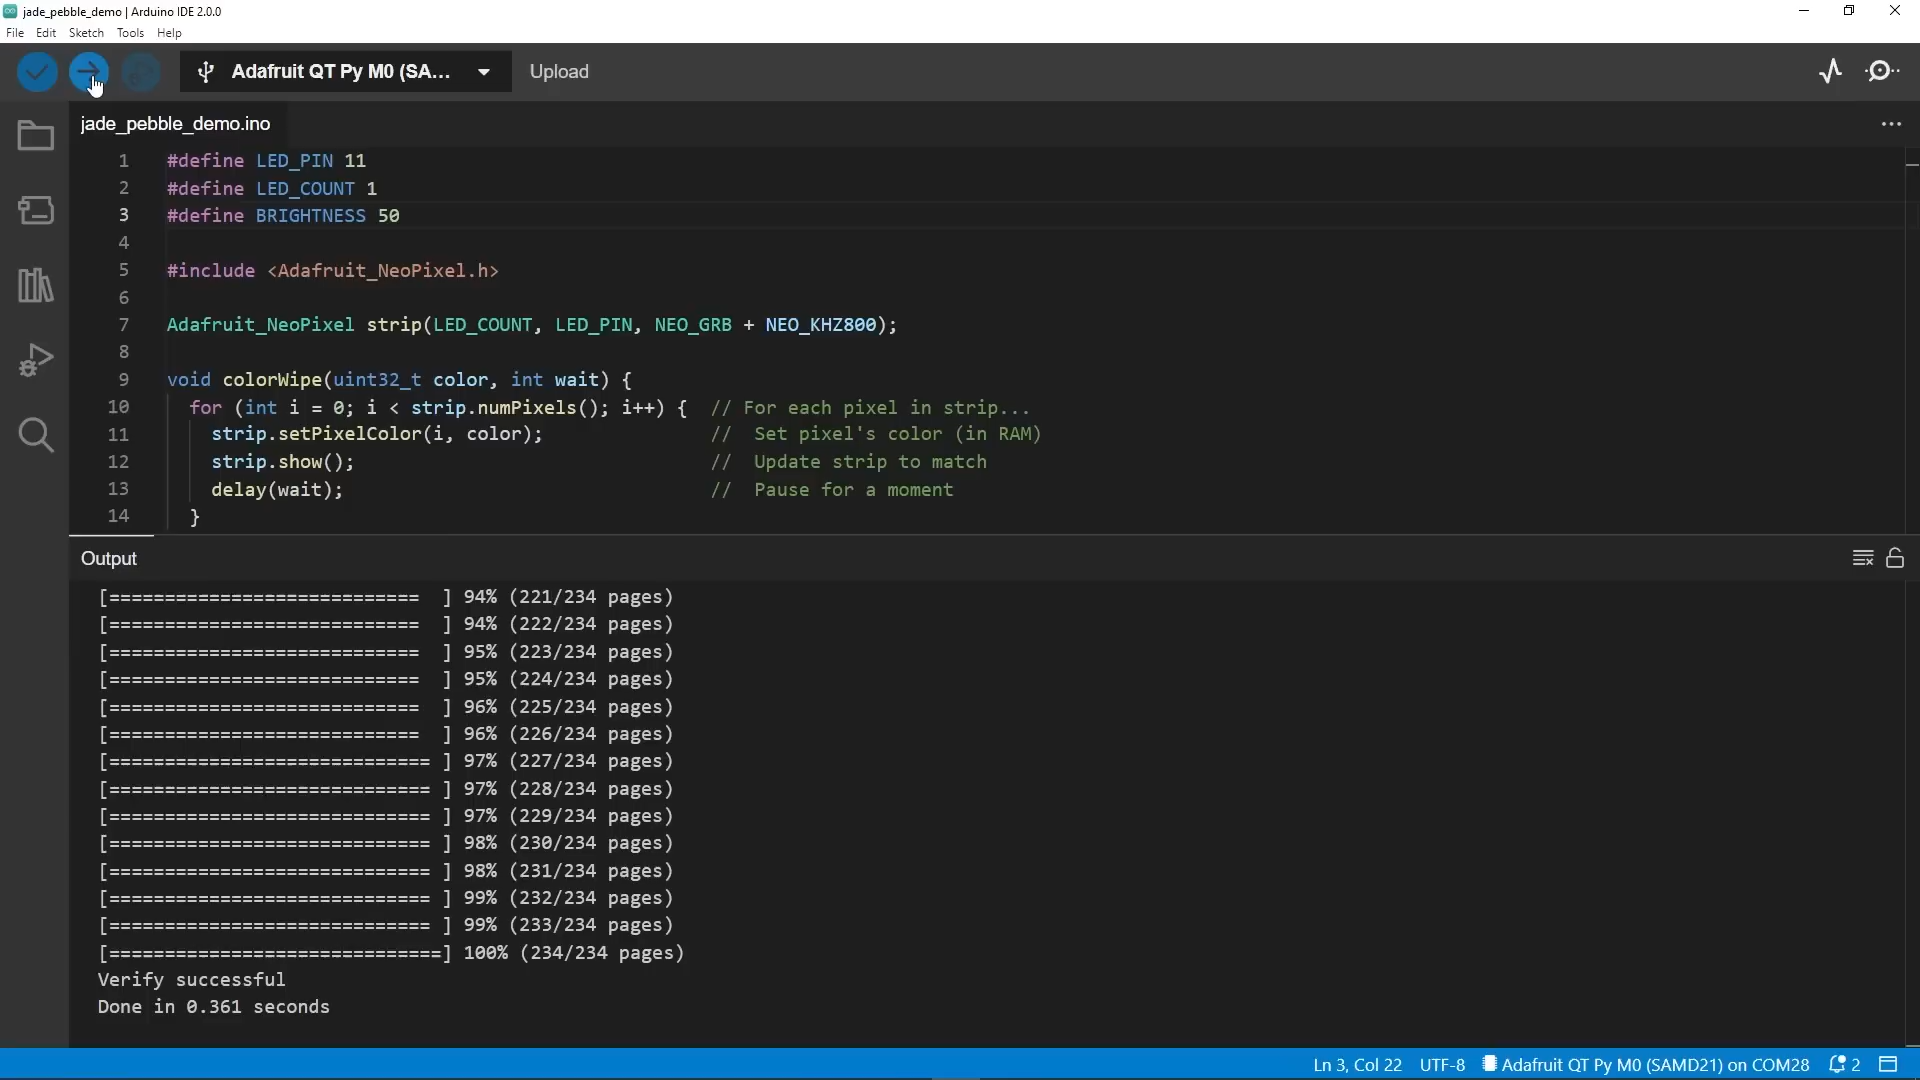 jade_pebble_demo | Arduino IDE 2.0.0
File Edit Sketch Tools Help
Adafruit QT Py M0 (SA... Upload
jade_pebble_demo.ino
1 #define LED_PIN 11
2 #define LED_COUNT 1
3 #define BRIGHTNESS 50
4
5 #include <Adafruit_NeoPixel.h>
6
7 Adafruit_NeoPixel strip(LED_COUNT, LED_PIN, NEO_GRB + NEO_KHZ800);
8
9 void colorWipe(uint32_t color, int wait) {
10 for (int i = 0; i < strip.numPixels(); i++) { // For each pixel in strip...
11 strip.setPixelColor(i, color); // Set pixel's color (in RAM)
12 strip.show(); // Update strip to match
13 delay(wait); // Pause for a moment
14 }
Output
[============================  ] 94% (221/234 pages)
[============================  ] 94% (222/234 pages)
[============================  ] 95% (223/234 pages)
[============================  ] 95% (224/234 pages)
[============================  ] 96% (225/234 pages)
[============================  ] 96% (226/234 pages)
[============================= ] 97% (227/234 pages)
[============================= ] 97% (228/234 pages)
[============================= ] 97% (229/234 pages)
[============================= ] 98% (230/234 pages)
[============================= ] 98% (231/234 pages)
[============================= ] 99% (232/234 pages)
[============================= ] 99% (233/234 pages)
[==============================] 100% (234/234 pages)
Verify successful
Done in 0.361 seconds
Ln 3, Col 22 UTF-8 Adafruit QT Py M0 (SAMD21) on COM28 2